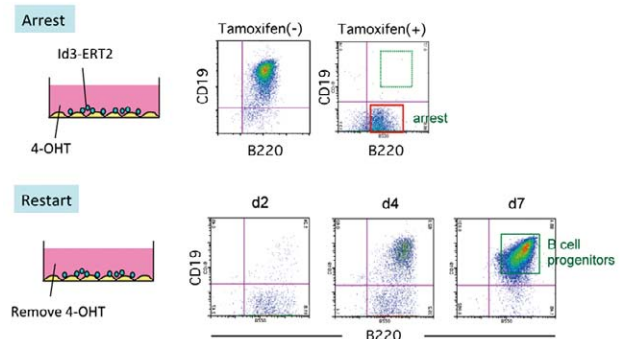 Arrest
Id3-ERT2
4-OHT
Tamoxifen(-)
Tamoxifen(+)
CD19
B220
CD19
B220
arrest
Restart
Remove 4-OHT
d2
d4
d7
CD19
B cell
progenitors
B220